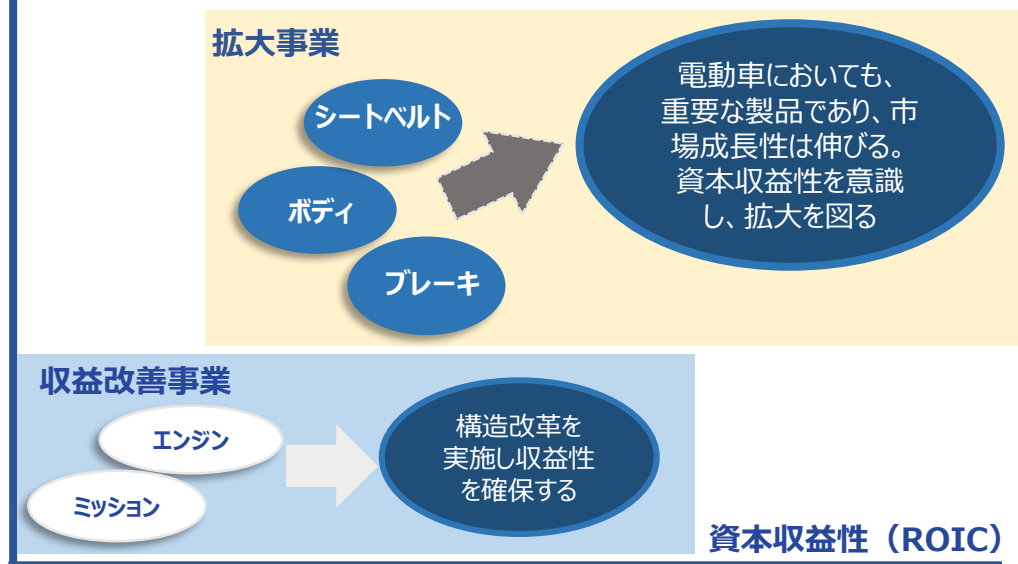 拡大事業
シートベルト
ボディ
ブレーキ
電動車においても、
重要な製品であり、市
場成長性は伸びる。
資本収益性を意識
し、拡大を図る
収益改善事業
エンジン
ミッション
構造改革を
実施し収益性
を確保する
資本収益性（ROIC）